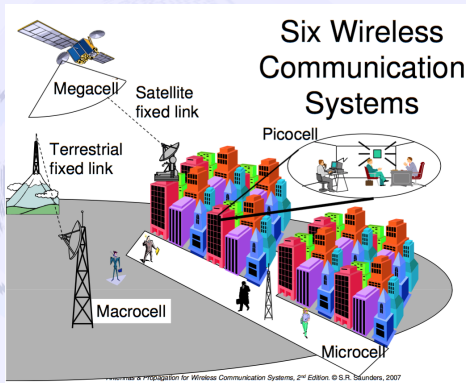 Six Wireless
Communication
Systems
Megacell
Satellite
fixed link
Picocell
Terrestrial
fixed link
Macrocell
Microcell
Antennas & Propagation for Wireless Communication Systems, 2nd Edition. © S.R. Saunders, 2007